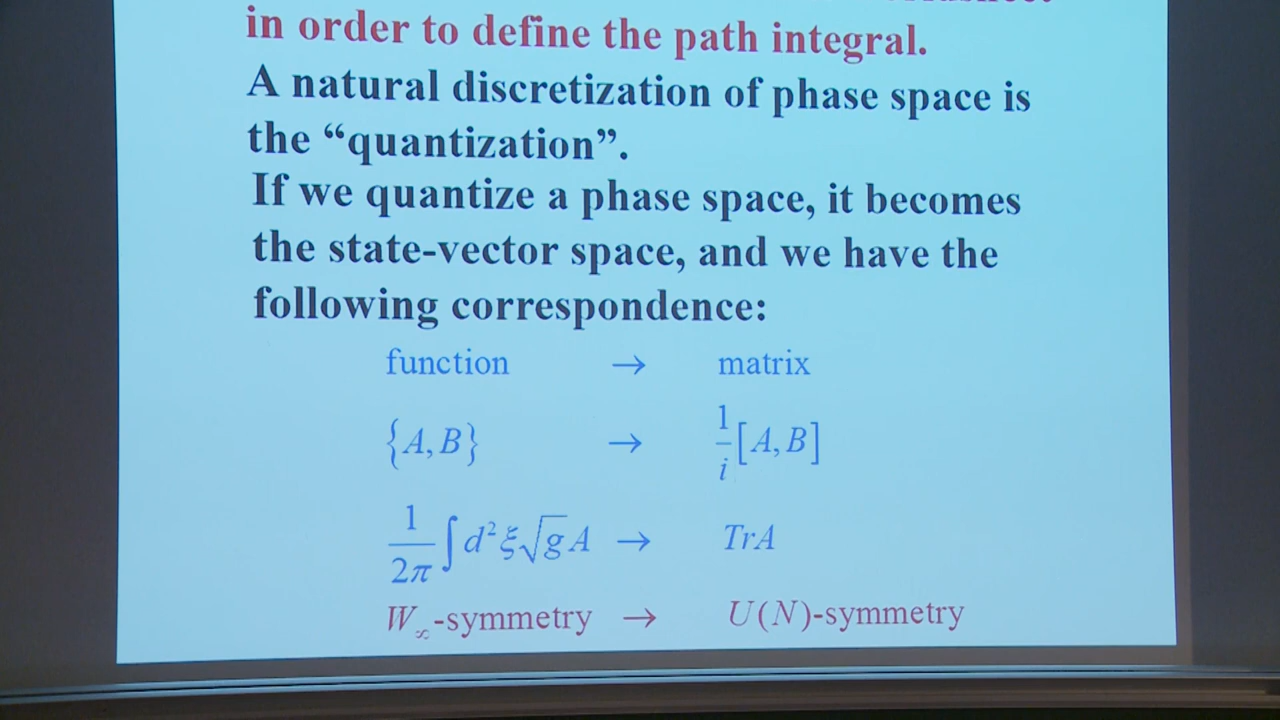 in order to define the path integral.
A natural discretization of phase space is
the “quantization”.
If we quantize a phase space, it becomes
the state-vector space, and we have the
following correspondence:
function → matrix
{A, B} → 1/i [A, B]
1/2π ∫ d²ξ√g A → TrA
W∞-symmetry → U(N)-symmetry